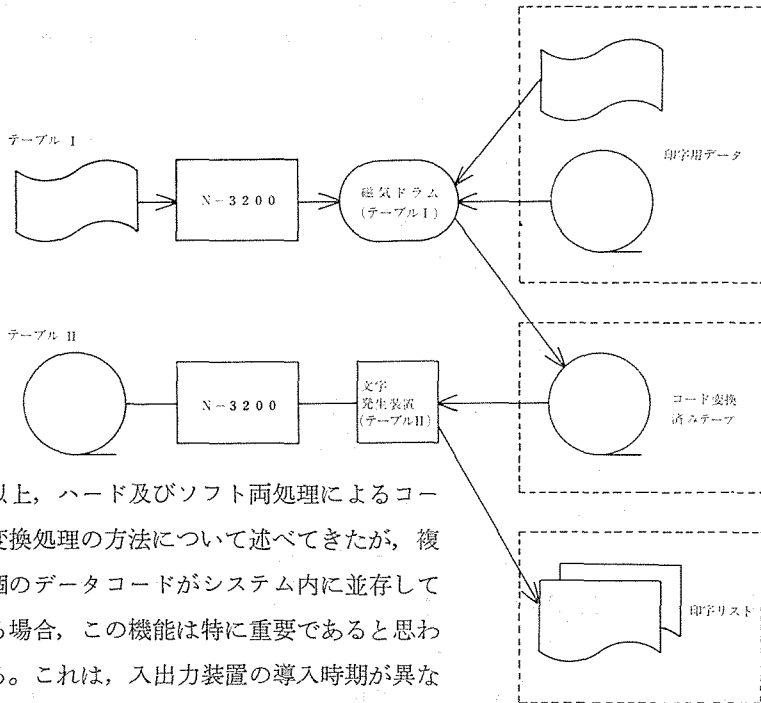 テーブル I
N-3200
磁気ドラム
(テーブルI)
印字用データ
テーブル II
N-3200
文字
発生装置
(テーブルII)
コード変換
済みテープ
以上，ハード及びソフト両処理によるコー
変換処理の方法について述べてきたが，複
個のデータコードがシステム内に並存して
る場合，この機能は特に重要であると思わ
る。これは，入出力装置の導入時期が異な
印字リスト